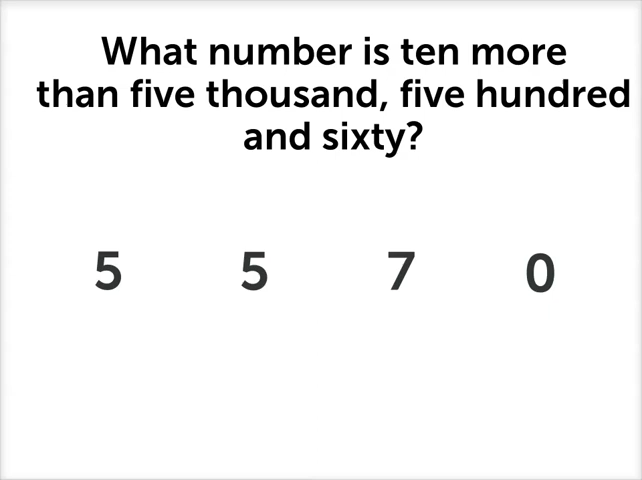 What number is ten more
than five thousand, five hundred
and sixty?
5 5 7 0